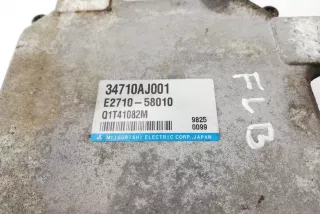 34710AJ001
E2710-58010
Q1T41082M
9825
0099
MITSUBISHI ELECTRIC CORP. JAPAN
FLB